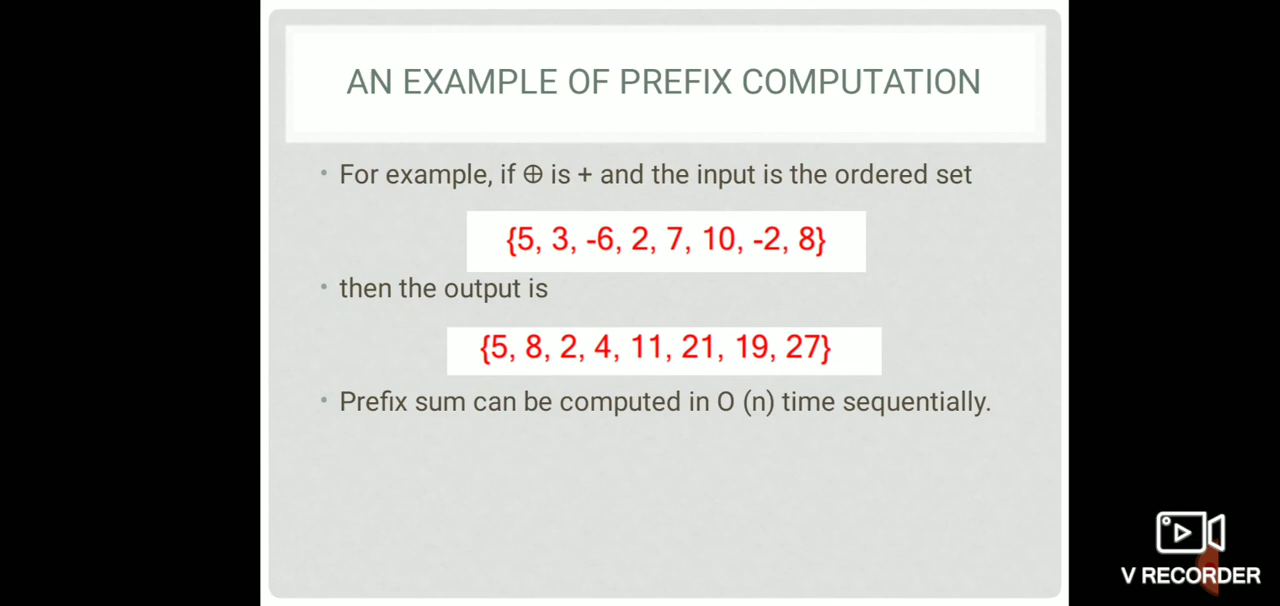 AN EXAMPLE OF PREFIX COMPUTATION
• For example, if ⊕ is + and the input is the ordered set
{5, 3, -6, 2, 7, 10, -2, 8}
• then the output is
{5, 8, 2, 4, 11, 21, 19, 27}
• Prefix sum can be computed in O (n) time sequentially.
V RECORDER